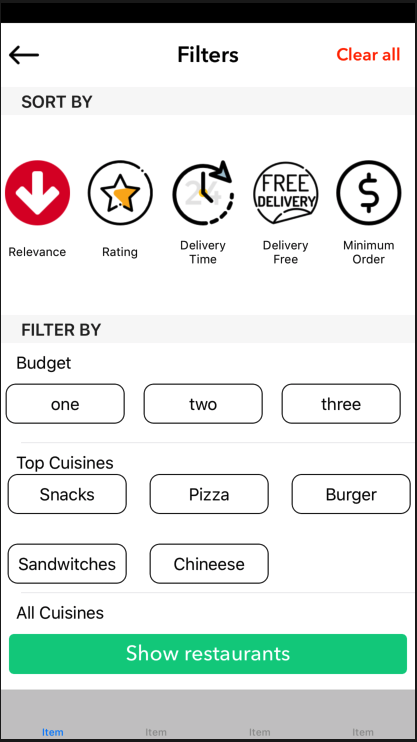 Filters
Clear all
SORT BY
24
FREE
DELIVERY
Relevance
Rating
Delivery
Time
Delivery
Free
Minimum
Order
FILTER BY
Budget
one
two
three
Top Cuisines
Snacks
Pizza
Burger
Sandwitches
Chineese
All Cuisines
Show restaurants
Item
Item
Item
Item